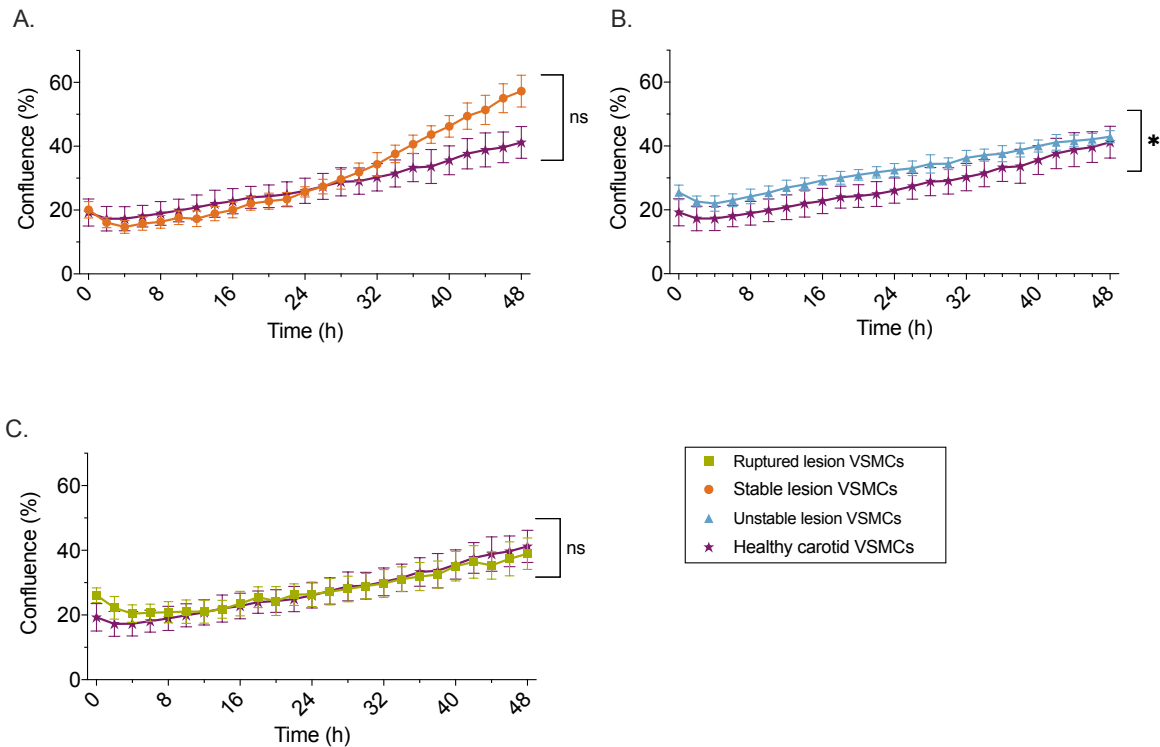 A.
Confluence (%)
60
40
20
0
ns
0 8 16 24 32 40 48
Time (h)
B.
Confluence (%)
60
40
20
0
*
0 8 16 24 32 40 48
Time (h)
C.
Confluence (%)
60
40
20
0
ns
0 8 16 24 32 40 48
Time (h)
Ruptured lesion VSMCs
Stable lesion VSMCs
Unstable lesion VSMCs
Healthy carotid VSMCs